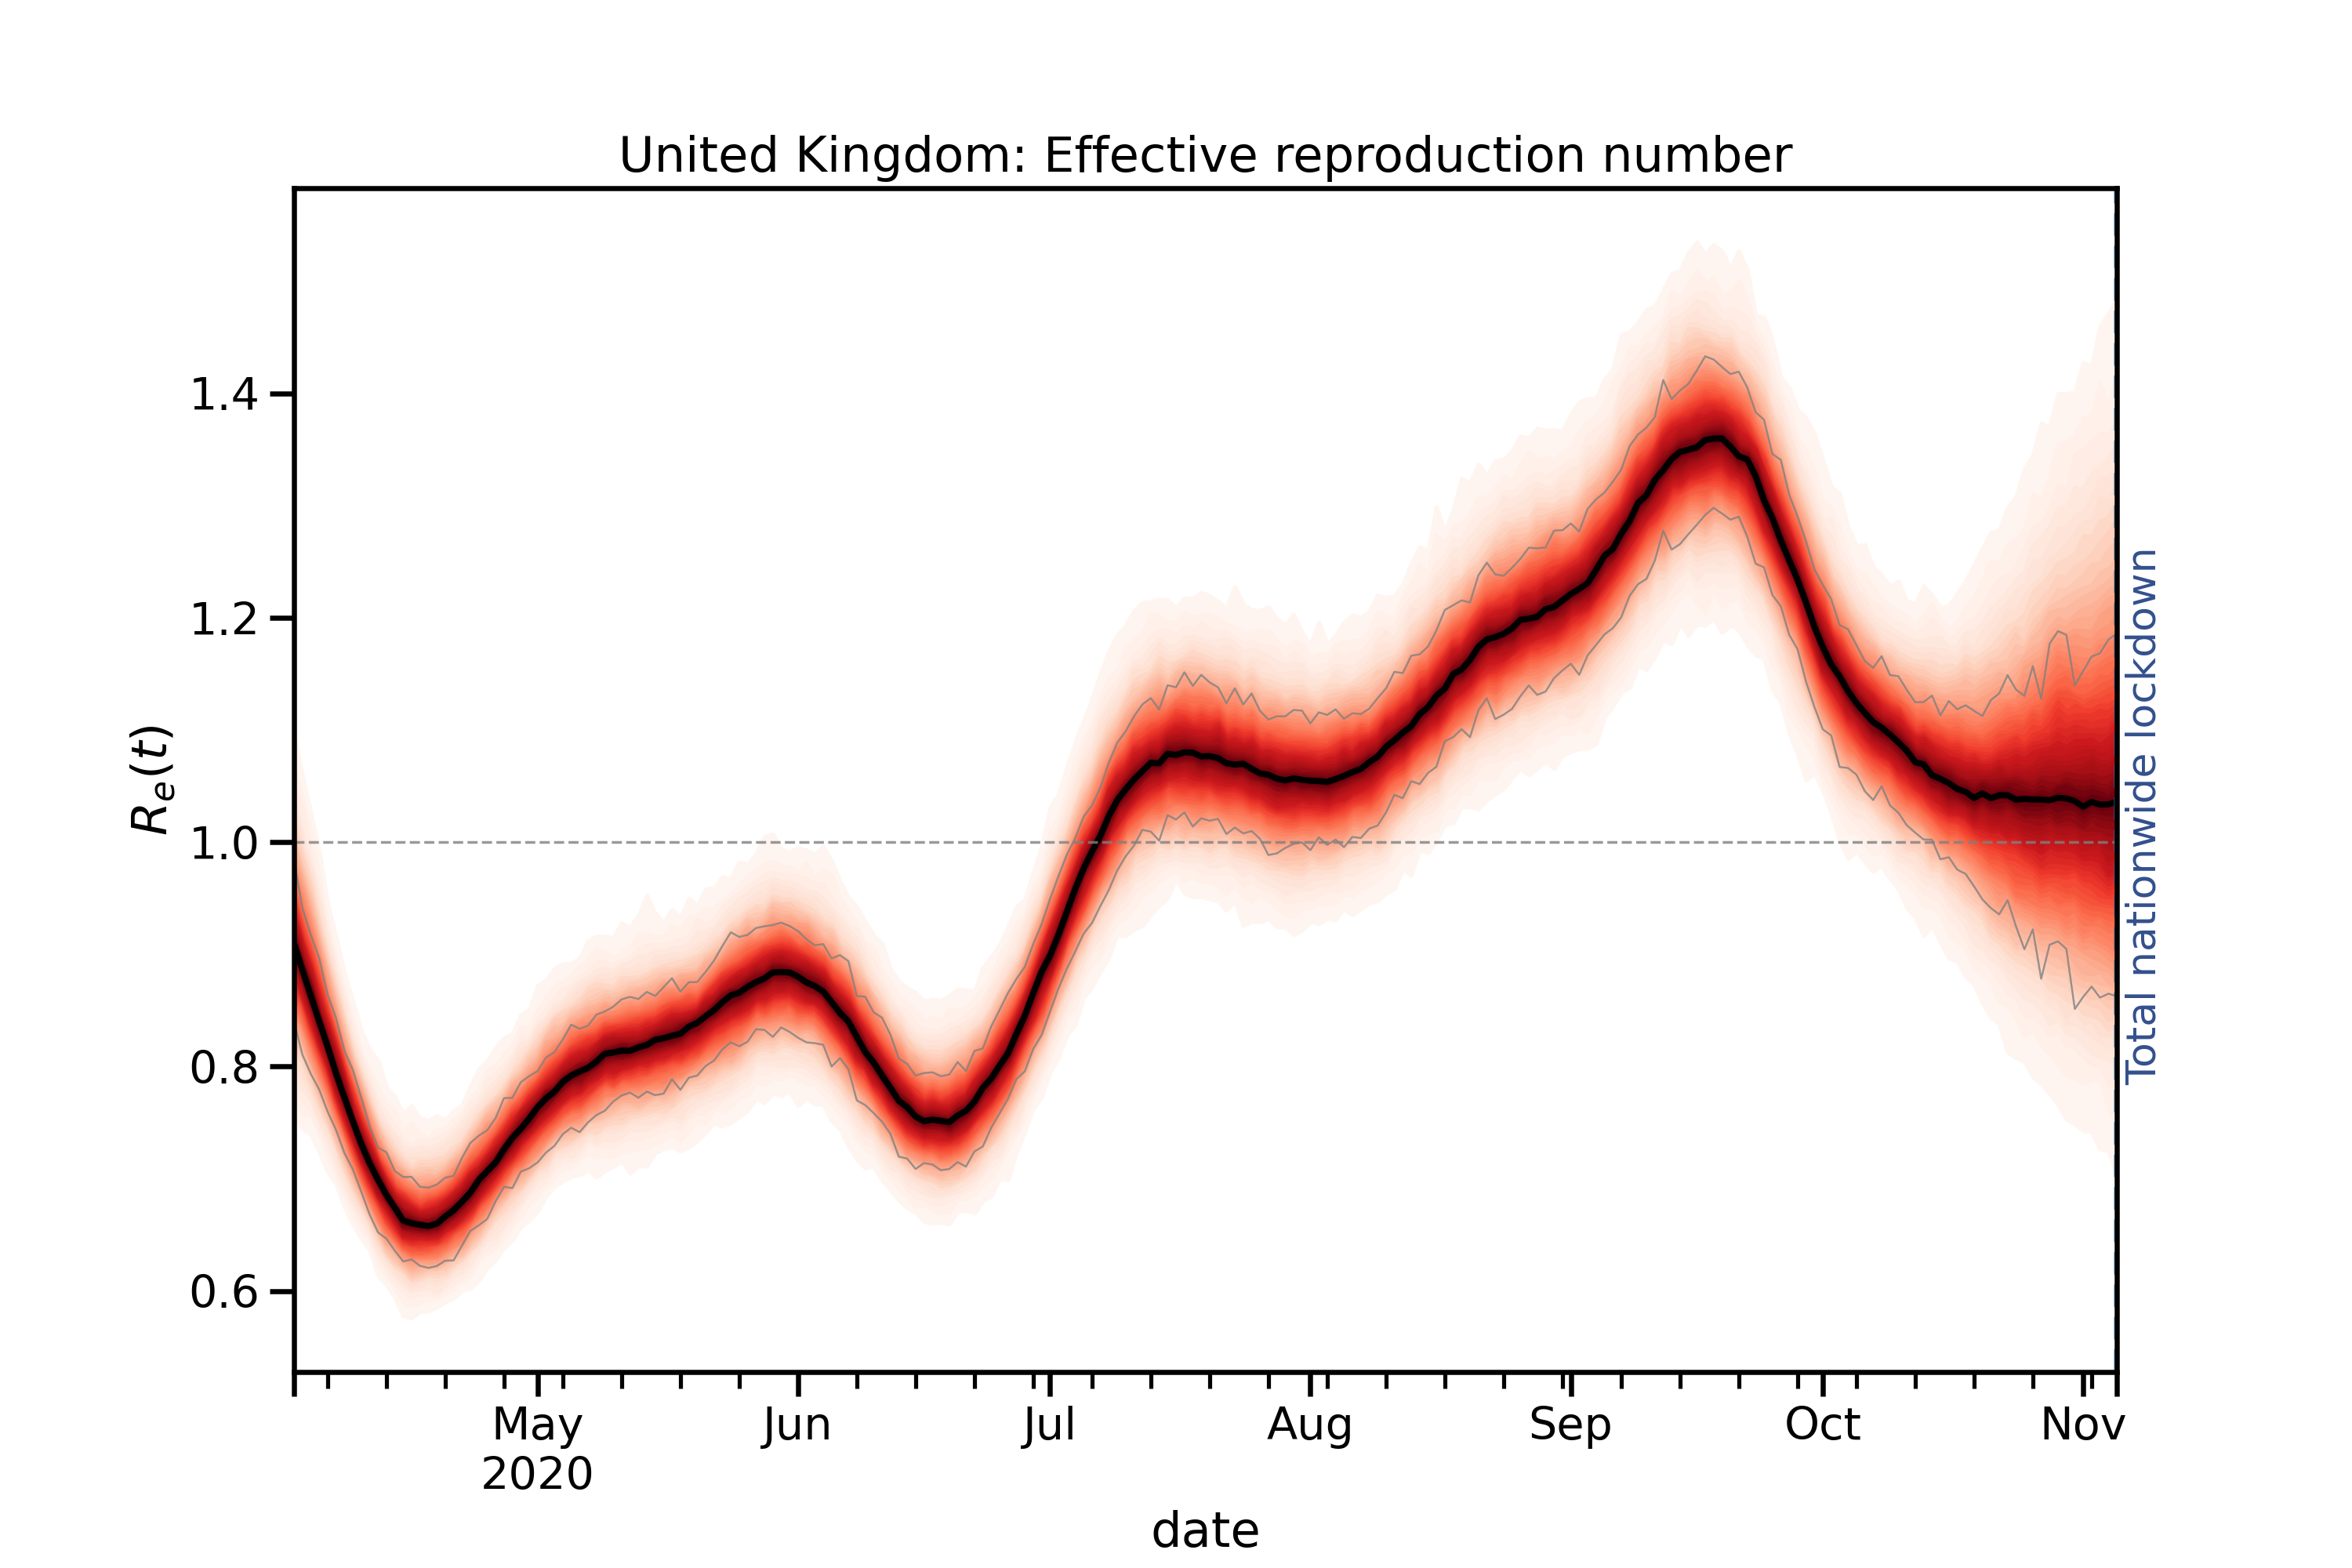 United Kingdom: Effective reproduction number
1.4
1.2
1.0
0.8
0.6
Rₑ(t)
Total nationwide lockdown
May Jun Jul Aug Sep Oct Nov
2020
date